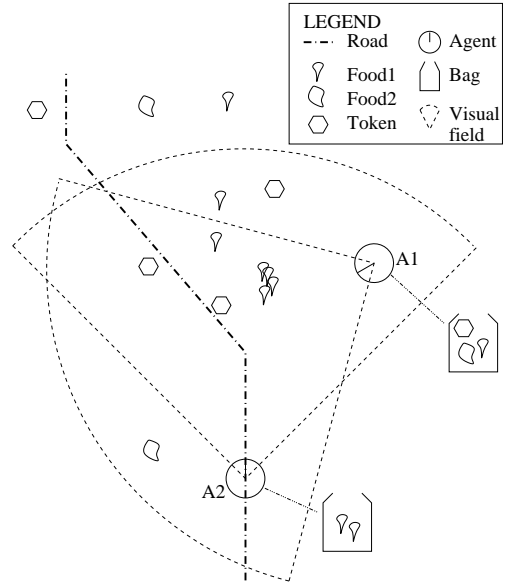 LEGEND
Road
Agent
Food1
Bag
Food2
Token
Visual
field
A1
A2